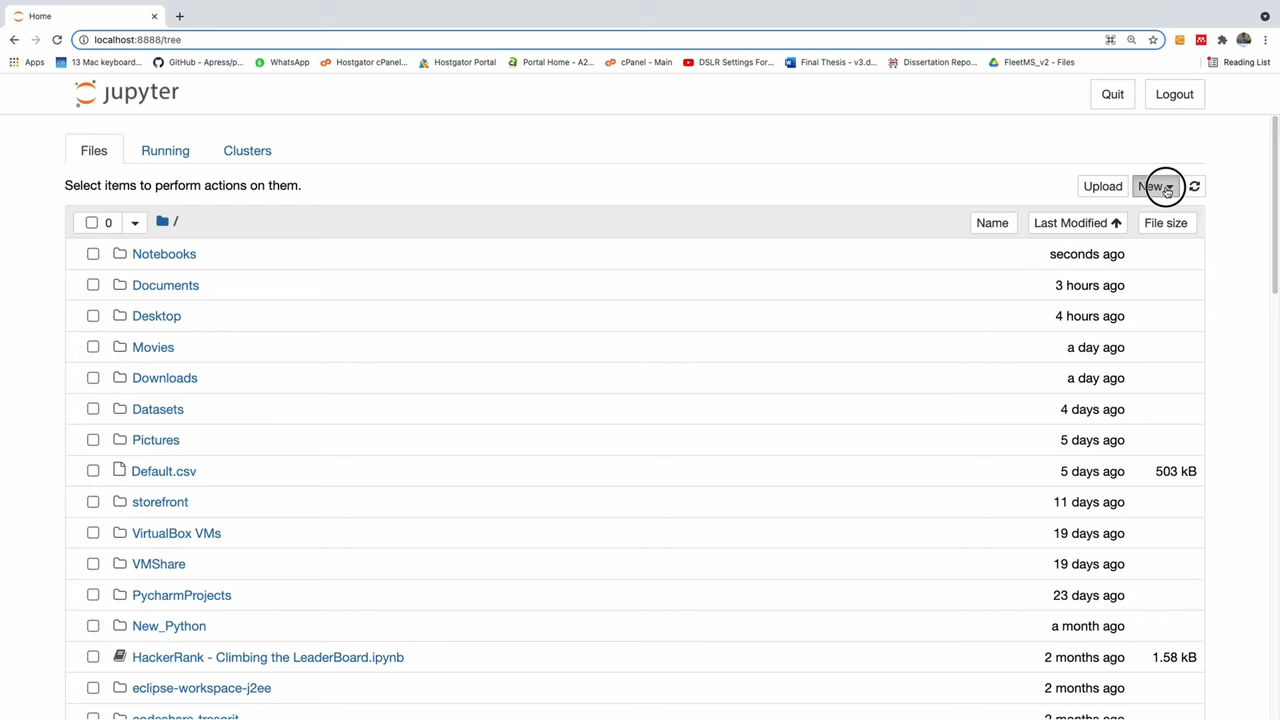 Home
localhost:8888/tree
Apps 13 Mac keyboard... GitHub - Apress/p... WhatsApp Hostgator cPanel... Hostgator Portal Portal Home - A2... cPanel - Main DSLR Settings For... Final Thesis - v3.d... Dissertation Repo... FleetMS_v2 - Files Reading List
jupyter Quit Logout
Files Running Clusters
Select items to perform actions on them. Upload New
0 / Name Last Modified File size
Notebooks seconds ago
Documents 3 hours ago
Desktop 4 hours ago
Movies a day ago
Downloads a day ago
Datasets 4 days ago
Pictures 5 days ago
Default.csv 5 days ago 503 kB
storefront 11 days ago
VirtualBox VMs 19 days ago
VMShare 19 days ago
PycharmProjects 23 days ago
New_Python a month ago
HackerRank - Climbing the LeaderBoard.ipynb 2 months ago 1.58 kB
eclipse-workspace-j2ee 2 months ago